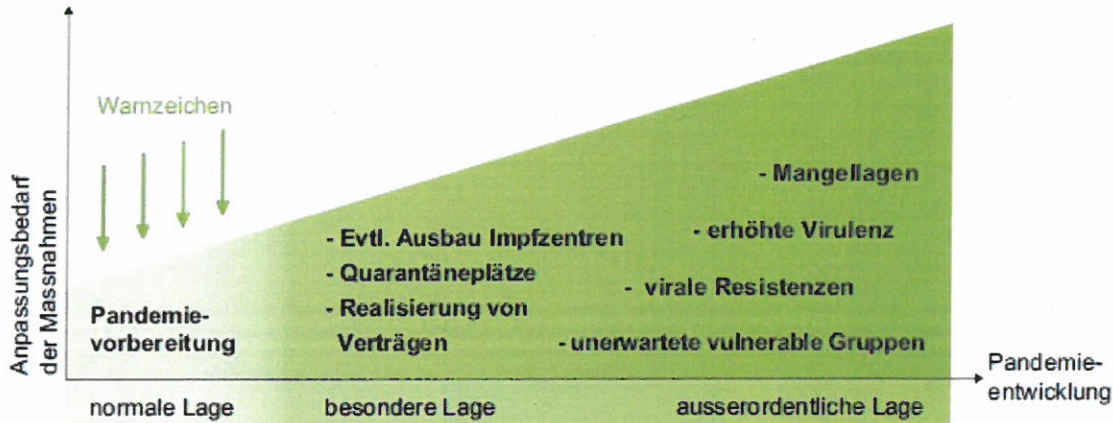 Anpassungsbedarf
der Massnahmen
Warnzeichen
Pandemie-
vorbereitung
- Evtl. Ausbau Impfzentren
- Quarantäneplätze
- Realisierung von
Verträgen
- Mangellagen
- erhöhte Virulenz
- virale Resistenzen
- unerwartete vulnerable Gruppen
Pandemie-
entwicklung
normale Lage
besondere Lage
ausserordentliche Lage